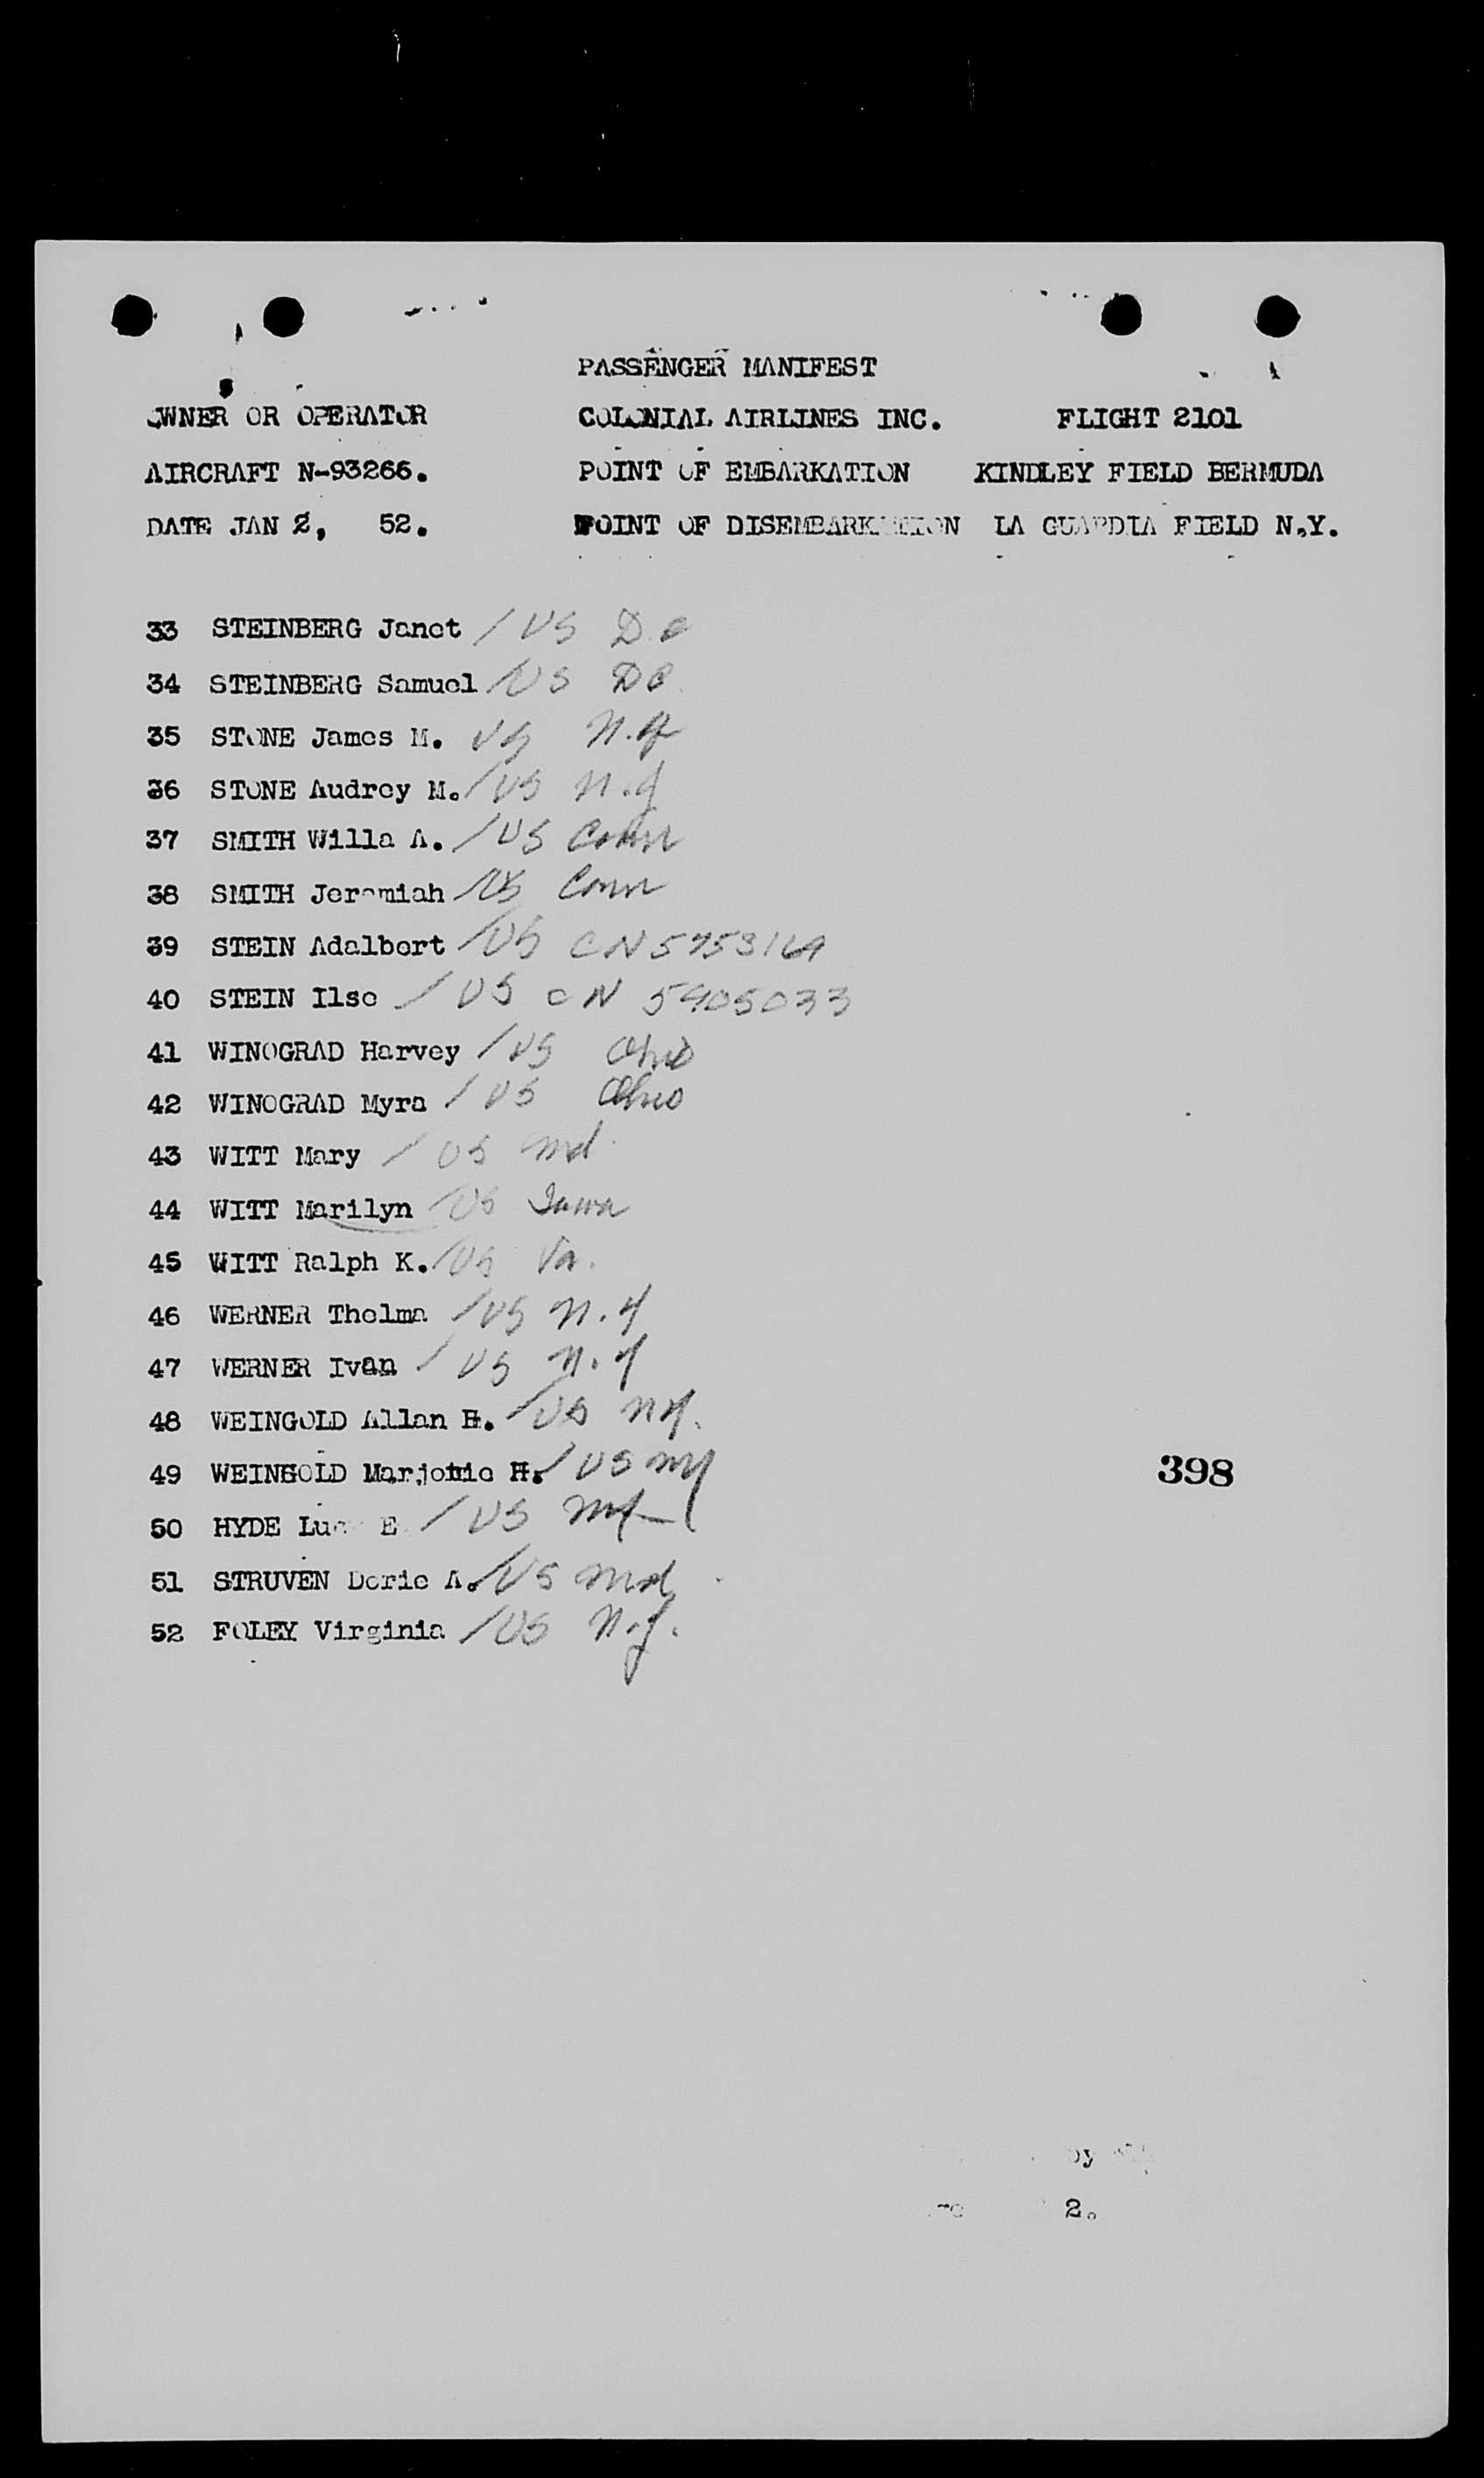 PASSENGER MANIFEST
OWNER OR OPERATOR COLONIAL AIRLINES INC. FLIGHT 2101
AIRCRAFT N-93266. POINT OF EMBARKATION KINDLEY FIELD BERMUDA
DATE JAN 2, 52. POINT OF DISEMBARKATION LA GUARDIA FIELD N.Y.
33 STEINBERG Janet / US D.C
34 STEINBERG Samuel / US DC
35 STONE James M. US
36 STONE Audrey M. / US N.J
37 SMITH Willa A. / US Conn
38 SMITH Jeremiah / US Conn
39 STEIN Adalbert / US CN
40 STEIN Ilse / US CN 5905033
41 WINOGRAD Harvey / US Ohio
42 WINOGRAD Myra / US Ohio
43 WITT Mary / US Md
44 WITT Marilyn US Iowa
45 WITT Ralph K. / US Va.
46 WERNER Thelma / US N.Y
47 WERNER Ivan / US N.Y
48 WEINGOLD Allan H. / US NY.
49 WEINGOLD Marjorie H. / US NY
50 HYDE E / US
51 STRUVEN Doric A. / US Md
52 FOLEY Virginia / US N.J.
398
by
2.